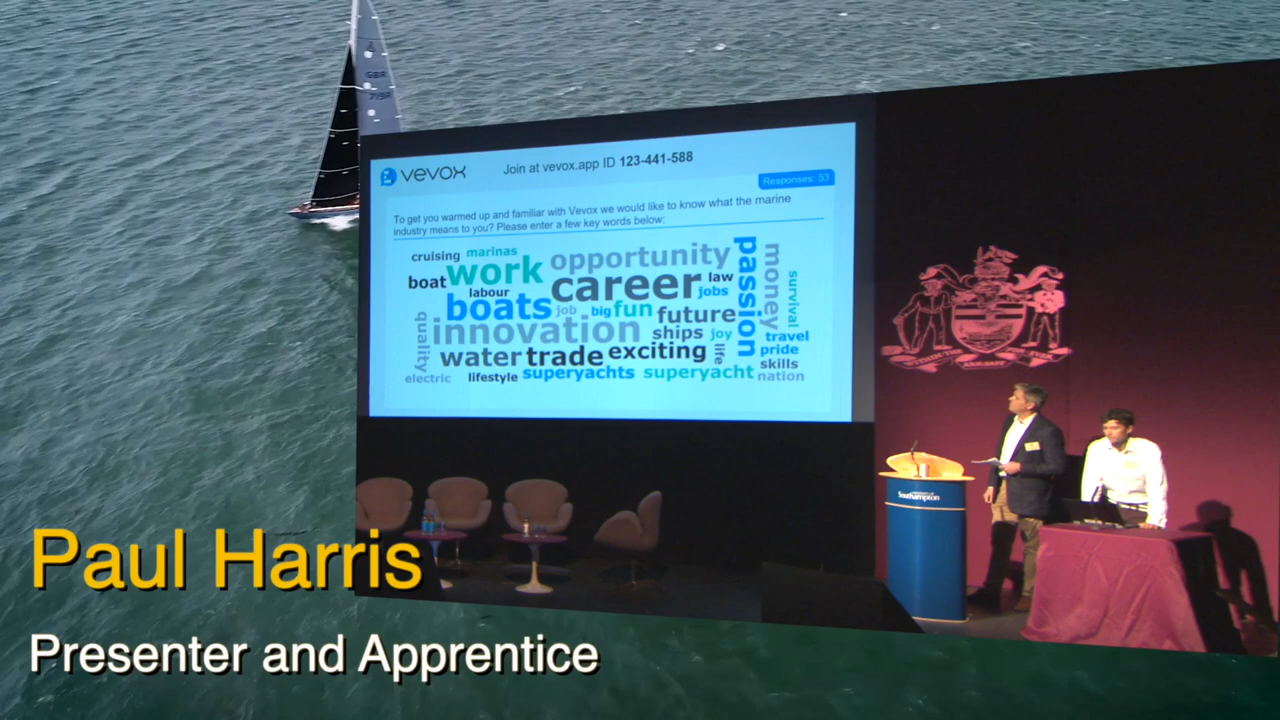 GBR
vevox
Join at vevox.app ID 123-441-588
Responses: 53
To get you warmed up and familiar with Vevox we would like to know what the marine
industry means to you? Please enter a few key words below:
cruising
marinas
opportunity
passion
money
boat
work
career
law
survival
labour
jobs
boats
job
big
fun
future
quality
innovation
ships
joy
travel
water
trade
exciting
life
pride
skills
electric
lifestyle
superyachts
superyacht
nation
Southampton
Paul Harris
Presenter and Apprentice